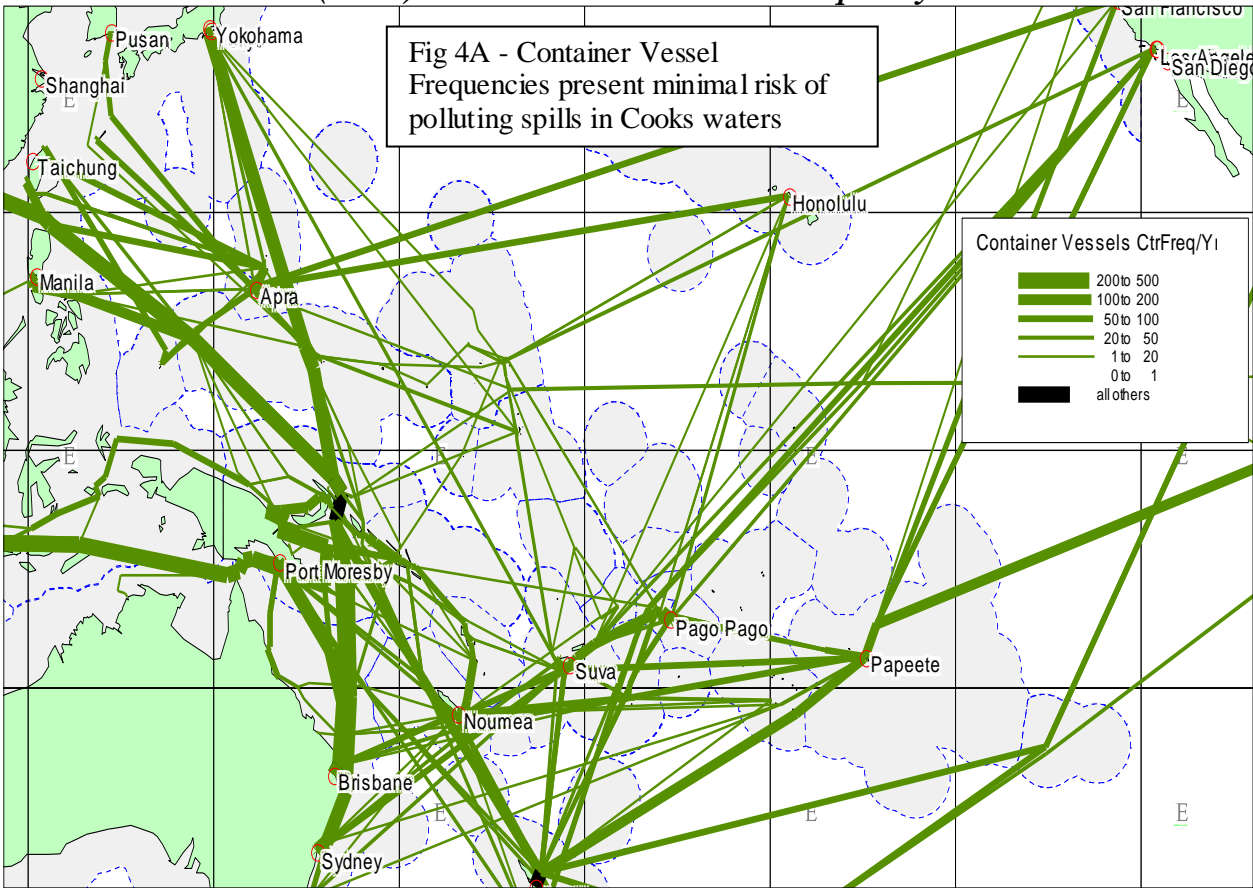 San Francisco
Pusan
Yokohama
Fig 4A - Container Vessel
Frequencies present minimal risk of
polluting spills in Cooks waters
San Diego
Shanghai
E
E
Taichung
Honolulu
Manila
Apra
Container Vessels CtrFreq/Y
200 to 500
100 to 200
50 to 100
20 to 50
1 to 20
0 to 1
all others
E
E
E
E
Port Moresby
Pago Pago
Suva
Papeete
Noumea
Brisbane
E
E
E
Sydney